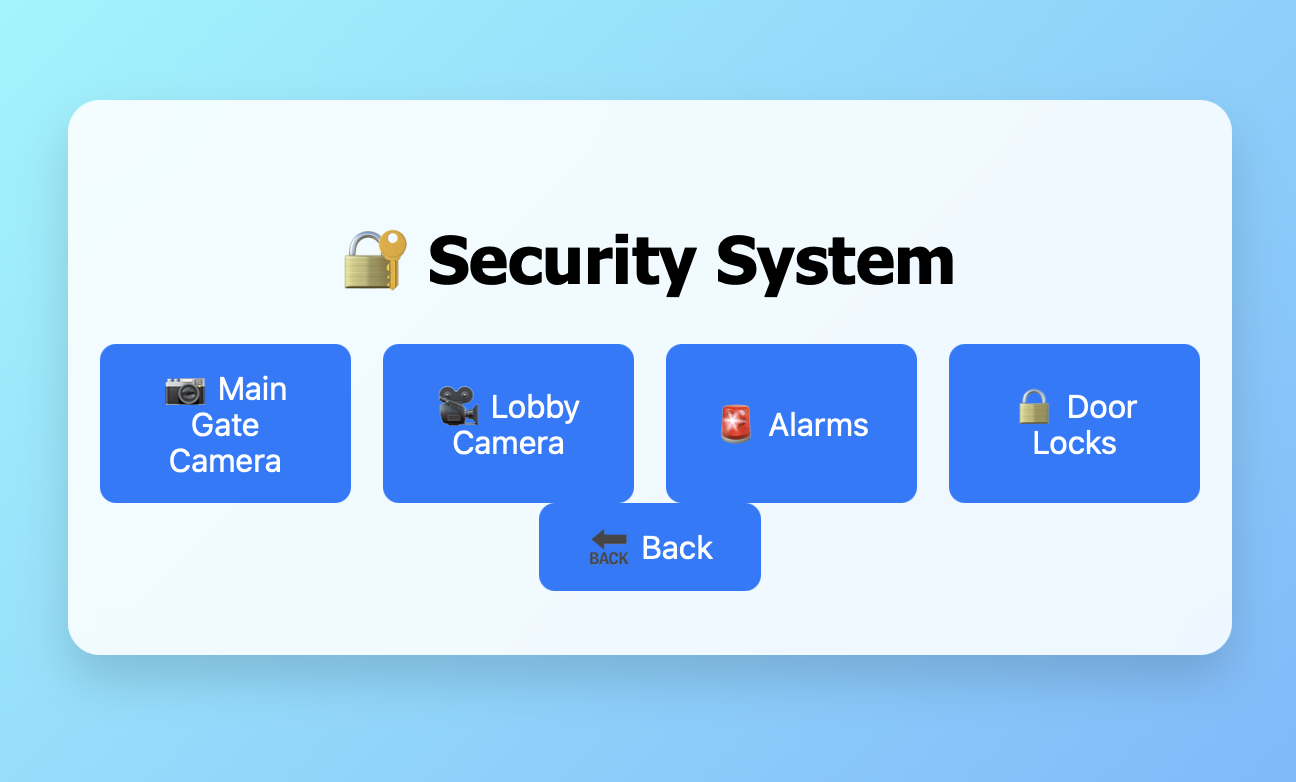 Security System
Main
Gate
Camera
Lobby
Camera
Alarms
Door
Locks
BACK Back